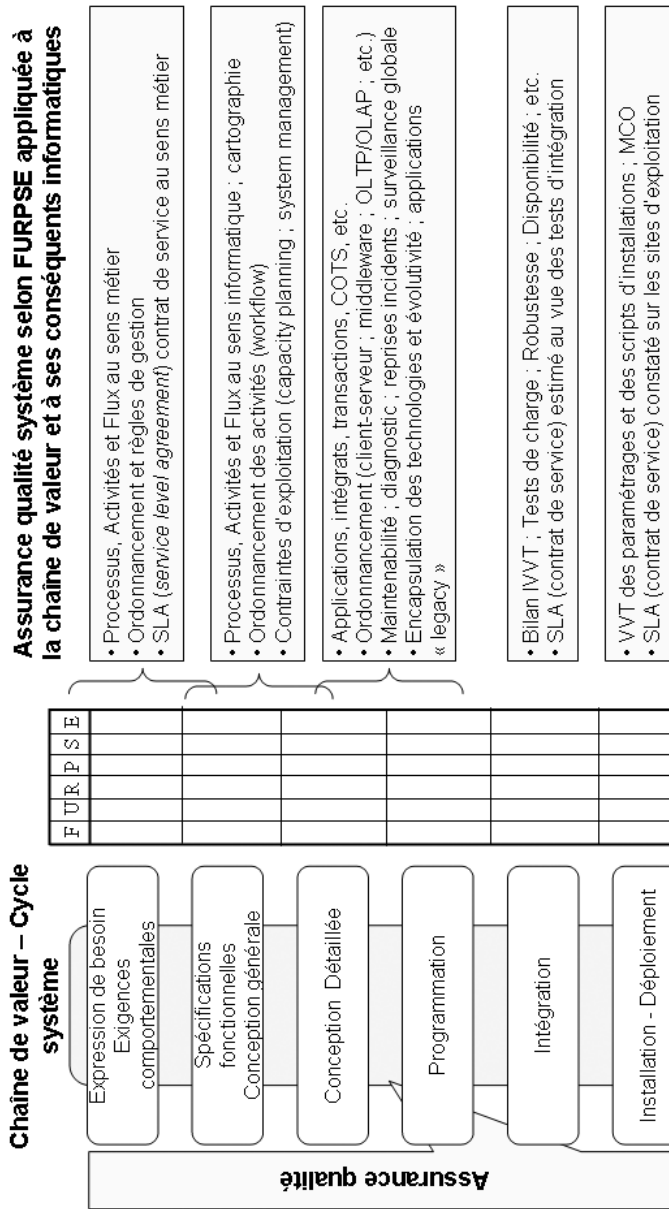 Chaîne de valeur – Cycle
système
Expression de besoin
Exigences
comportementales
Spécifications
fonctionnelles
Conception générale
Conception Détaillée
Programmation
Intégration
Installation - Déploiement
Assurance qualité
F U R P S E
Assurance qualité système selon FURPSE appliquée à
la chaîne de valeur et à ses conséquents informatiques
• Processus, Activités et Flux au sens métier
• Ordonnancement et règles de gestion
• SLA (service level agreement) contrat de service au sens métier
• Processus, Activités et Flux au sens informatique ; cartographie
• Ordonnancement des activités (workflow)
• Contraintes d'exploitation (capacity planning ; system management)
• Applications, intégrats, transactions, COTS, etc.
• Ordonnancement (client-serveur ; middleware ; OLTP/OLAP ; etc.)
• Maintenabilité ; diagnostic ; reprises incidents ; surveillance globale
• Encapsulation des technologies et évolutivité ; applications
« legacy »
• Bilan IVVT ; Tests de charge ; Robustesse ; Disponibilité ; etc.
• SLA (contrat de service) estimé au vue des tests d'intégration
• VVT des paramétrages et des scripts d'installations ; MCO
• SLA (contrat de service) constaté sur les sites d'exploitation